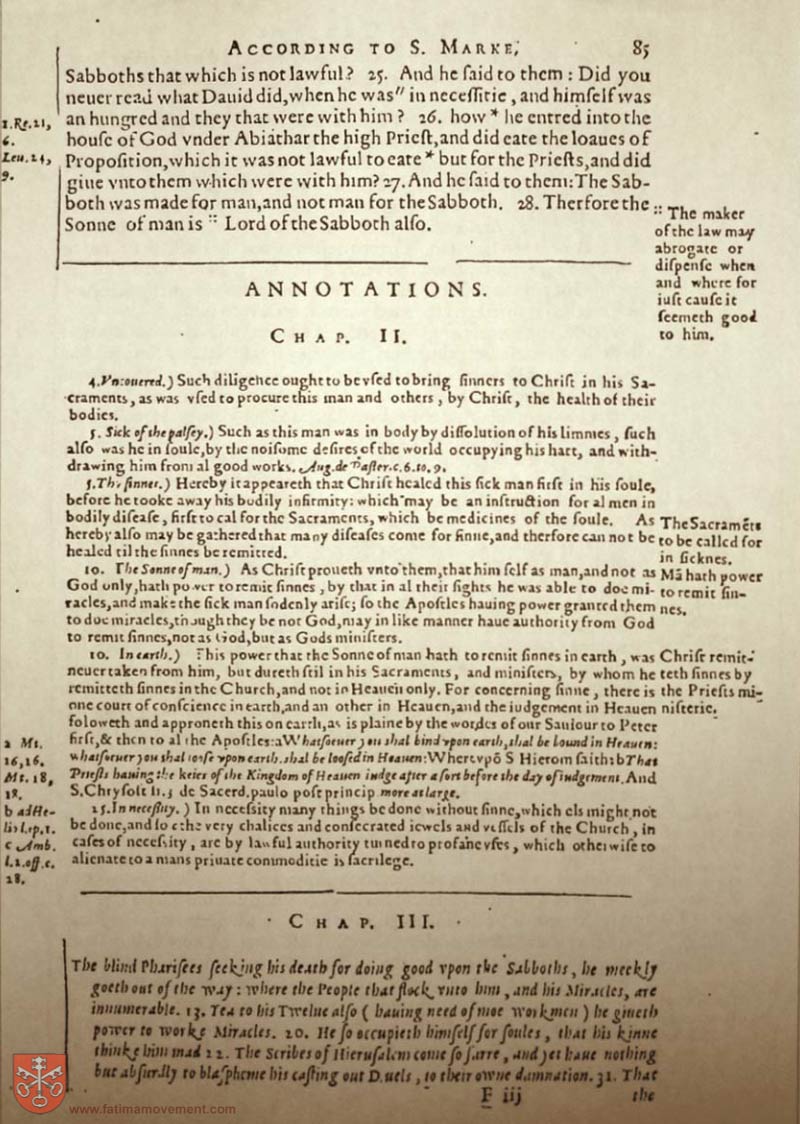 ACCORDING TO S. MARKE. 85
Sabboths that which is not lawful? 25. And he ſaid to them : Did you
neuer read what Dauid did, when he was" in neceſſitie, and himſelf was
an hungred and they that were with him? 26. how * he entred into the
1.Re.21,
6.
houſe of God vnder Abiathar the high Prieſt, and did eate the loaues of
Leu.24,
9.
Propoſition, which it was not lawful to eate * but for the Prieſts, and did
giue vnto them which were with him? 27. And he ſaid to them: The Sab-
both was made for man, and not man for the Sabboth. 28. Therfore the
Sonne of man is :: Lord of the Sabboth alſo.
:: The maker
of the law may
abrogate or
diſpenſe when
and where for
iuſt cauſe it
ſeemeth good
to him.
ANNOTATIONS.
CHAP. II.
4. Vncouered.) Such diligence ought to be vſed to bring ſinners to Chriſt in his Sa-
craments, as was vſed to procure this man and others, by Chriſt, the health of their
bodies.
5. Sick of the palſey.) Such as this man was in body by diſſolution of his limmes, ſuch
alſo was he in ſoule, by the noiſome deſires of the world occupying his hart, and with-
drawing him from al good works. Aug. de Paſtor. c. 6. to. 9.
5. Thy ſinnes.) Hereby it appeareth that Chriſt healed this ſick man firſt in his ſoule,
before he tooke away his bodily infirmity: which may be an inſtruction for al men in
bodily diſeaſe, firſt to cal for the Sacraments, which be medicines of the ſoule. As
hereby alſo may be gathered that many diſeaſes come for ſinne, and therfore can not be
healed til the ſinnes be remitted.
The Sacramēts
to be called for
in ſicknes.
10. The Sonne of man.) As Chriſt proueth vnto them, that him ſelf as man, and not as
God only, hath power to remit ſinnes, by that in al their ſights he was able to doe mi-
racles, and make the ſick man ſodenly ariſe; ſo the Apoſtles hauing power granted them
to doe miracles, though they be not God, may in like manner haue authority from God
to remit ſinnes, not as God, but as Gods miniſters.
Mā hath power
to remit ſin-
nes.
10. In earth.) This power that the Sonne of man hath to remit ſinnes in earth, was
neuer taken from him, but dureth ſtil in his Sacraments, and miniſters, by whom he
remitteth ſinnes in the Church, and not in Heauen only. For concerning ſinne, there is
one court of conſcience in earth, and an other in Heauen, and the iudgement in Heauen
foloweth and approueth this on earth, as is plaine by the wordes of our Sauiour to Peter
firſt, & then to al the Apoſtles: a Whatſoeuer you shal bind vpon earth, shal be bound in Heauen:
whatſoeuer you shal looſe vpon earth. shal be looſed in Heauen: Wherevpō S Hierom ſaith: b That
Prieſts hauing the keies of the Kingdom of Heauen iudge after a ſort before the day of iudgement. And
S. Chryſoſt li. 3 de Sacerd. paulo poſt princip more at large.
Chriſt remit-
teth ſinnes by
the Prieſts mi-
niſterie.
a Mt.
16,16.
Mt. 18,
18.
b ad He-
liod. ep. 1.
c Amb.
l. 2. off. c.
28.
25. In neceſſity.) In neceſsity many things be done without ſinne, which els might not
be done, and ſo c the very chalices and conſecrated iewels and veſſels of the Church, in
caſes of neceſsity, are by lawful authority turned to profane vſes, which otherwiſe to
alienate to a mans priuate commoditie is ſacrilege.
CHAP. III.
The blind Phariſees ſeeking his death for doing good vpon the Sabboths, he meekly
goeth out of the way: where the People that flock vnto him, and his Miracles, are
innumerable. 13. Yea to his Twelue alſo (hauing need of moe workmen) he giueth
power to worke Miracles. 20. He ſo occupieth himſelf for ſoules, that his kinne
thinke him mad 22. The Scribes of Hieruſalem come ſo farre, and yet haue nothing
but abſurdly to blaſpheme his caſting out Diuels, to their owne damnation. 31. That
F iij the
www.fatimamovement.com